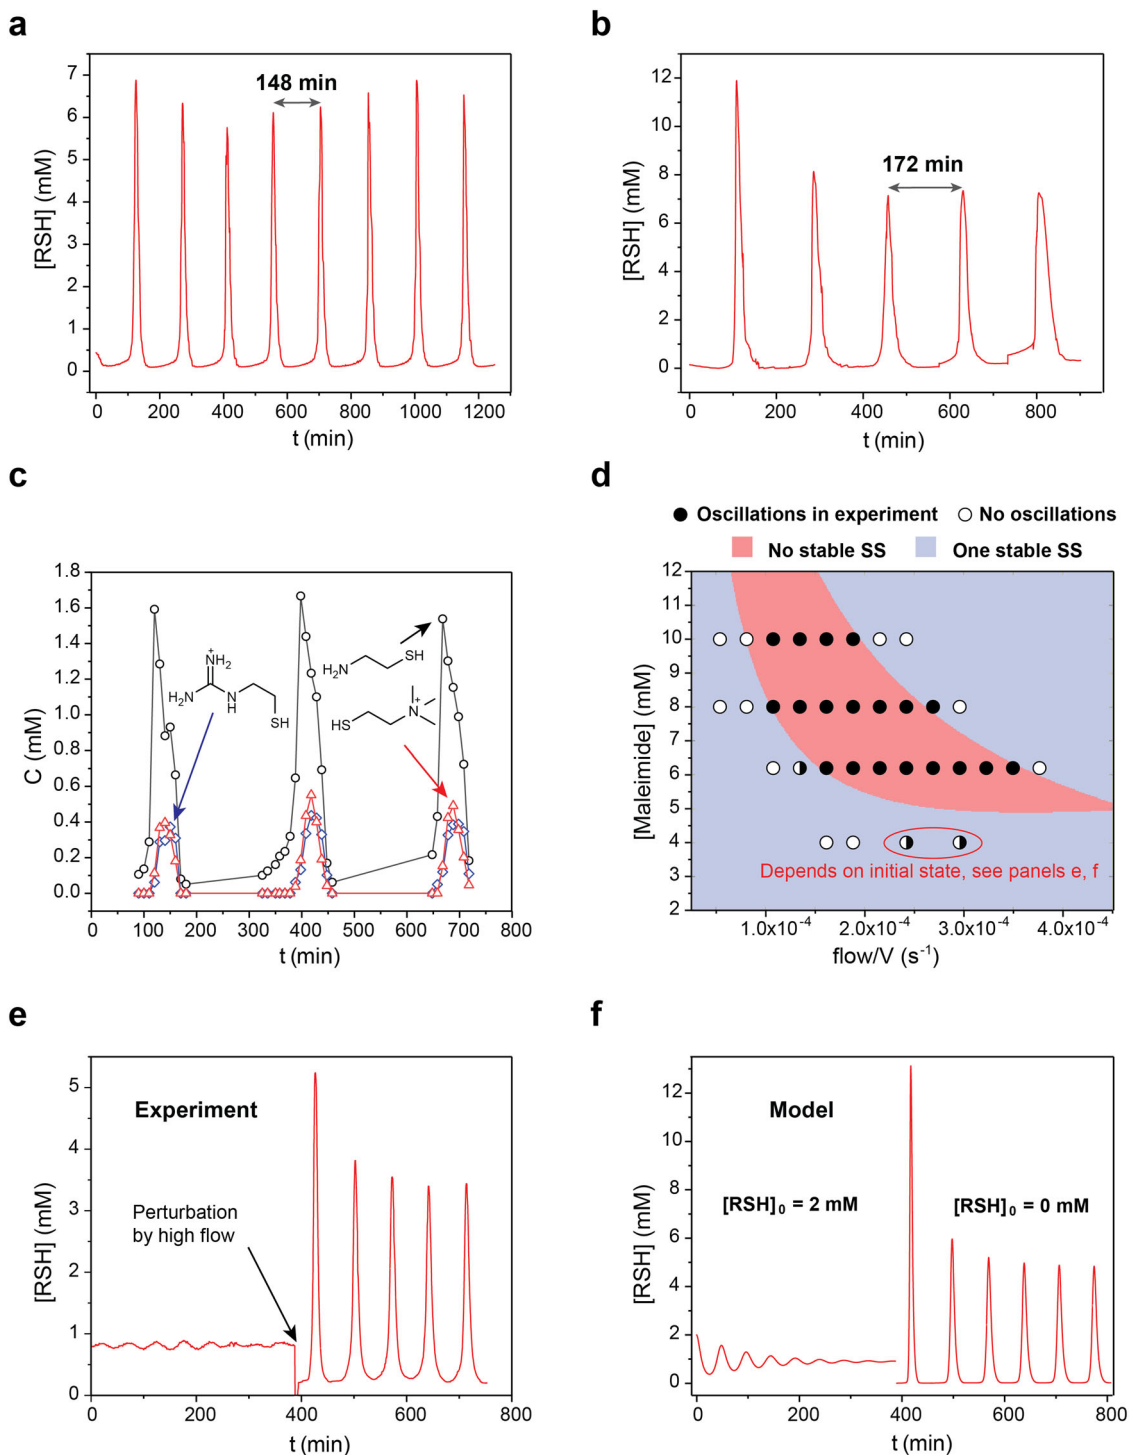 a
7
6
5
4
3
2
1
0
[RSH] (mM)
148 min
0 200 400 600 800 1000 1200
t (min)
b
12
10
8
6
4
2
0
[RSH] (mM)
172 min
0 200 400 600 800
t (min)
c
1.8
1.6
1.4
1.2
1.0
0.8
0.6
0.4
0.2
0.0
C (mM)
+
NH2
H2N
N
H
SH
H2N
SH
HS
N+
0 100 200 300 400 500 600 700 800
t (min)
d
Oscillations in experiment No oscillations
No stable SS One stable SS
12
11
10
9
8
7
6
5
4
3
2
[Maleimide] (mM)
Depends on initial state, see panels e, f
1.0x10-4 2.0x10-4 3.0x10-4 4.0x10-4
flow/V (s-1)
e
5
4
3
2
1
0
[RSH] (mM)
Experiment
Perturbation
by high flow
0 200 400 600 800
t (min)
f
12
10
8
6
4
2
0
[RSH] (mM)
Model
[RSH]0 = 2 mM
[RSH]0 = 0 mM
0 200 400 600 800
t (min)